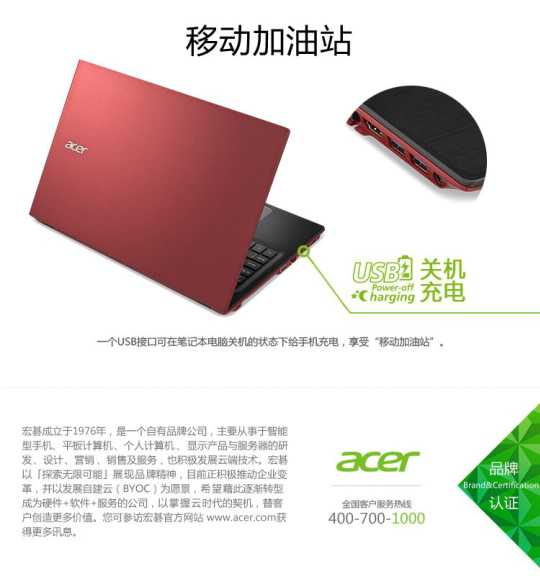 移动加油站
acer
USB 关机
Power-off
charging 充电
一个USB接口可在笔记本电脑关机的状态下给手机充电，享受“移动加油站”。
宏碁成立于1976年，是一个自有品牌公司，主要从事于智能
型手机、平板计算机、个人计算机、显示产品与服务器的研
发、设计、营销、销售及服务，也积极发展云端技术。宏碁
以「探索无限可能」展现品牌精神，目前正积极推动企业变
革，并以发展自建云（BYOC）为愿景，希望藉此逐渐转型
成为硬件+软件+服务的公司，以掌握云时代的契机，替客
户创造更多价值。您可参访宏碁官方网站 www.acer.com获
得更多讯息。
acer
全国客户服务热线
400-700-1000
品牌
Brand&Certification
认证